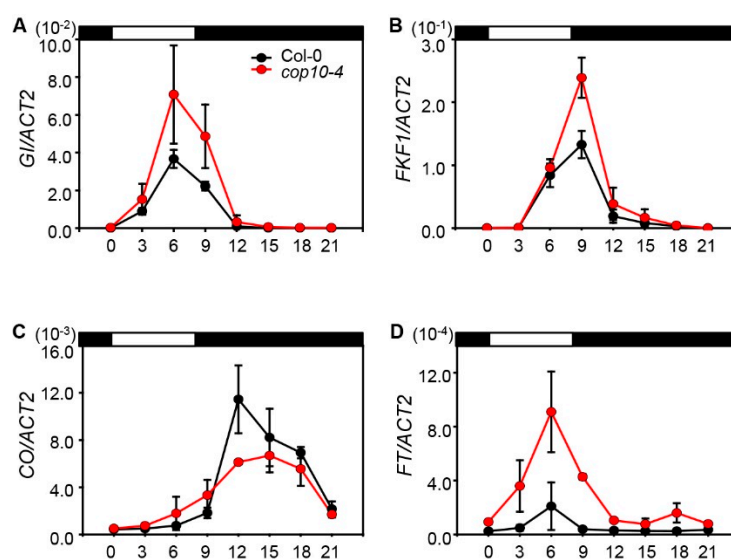 A (10-2)
GI/ACT2
10.0
8.0
6.0
4.0
2.0
0.0
0 3 6 9 12 15 18 21
Col-0
cop10-4
B (10-1)
FKF1/ACT2
3.0
2.0
1.0
0.0
0 3 6 9 12 15 18 21
C (10-3)
CO/ACT2
16.0
12.0
8.0
4.0
0.0
0 3 6 9 12 15 18 21
D (10-4)
FT/ACT2
12.0
8.0
4.0
0.0
0 3 6 9 12 15 18 21